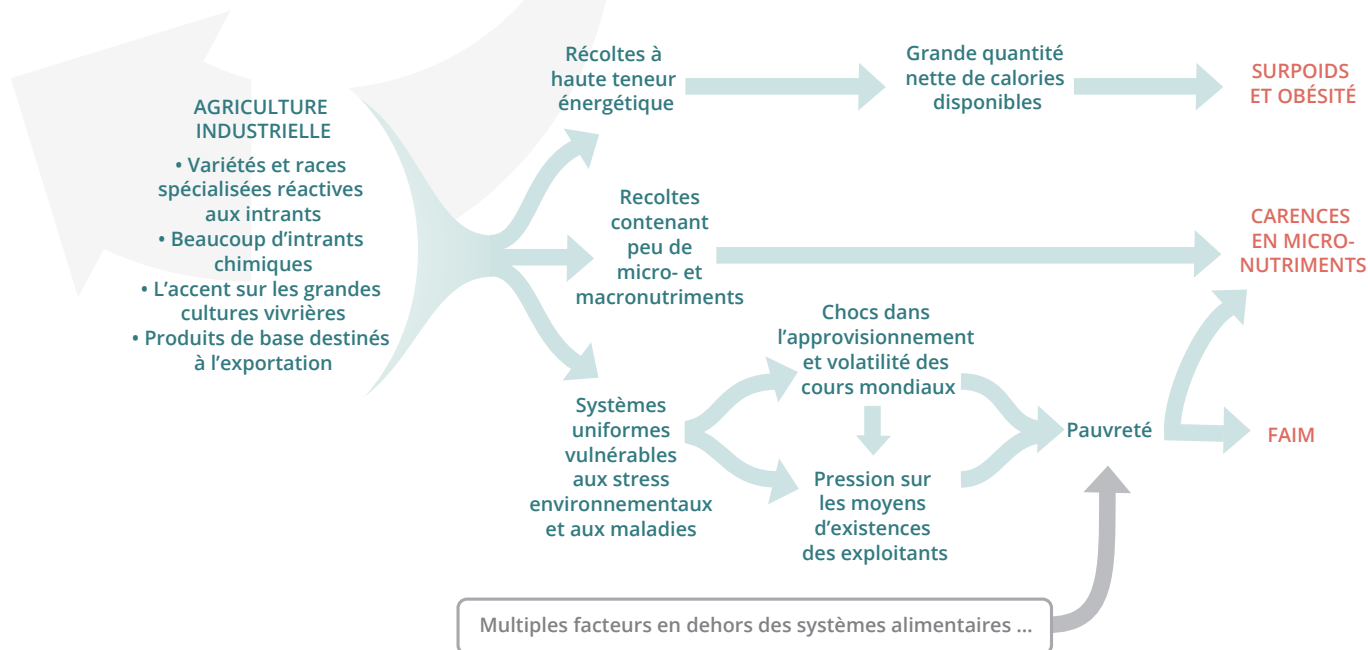 AGRICULTURE
INDUSTRIELLE
• Variétés et races
spécialisées réactives
aux intrants
• Beaucoup d’intrants
chimiques
• L’accent sur les grandes
cultures vivrières
• Produits de base destinés
à l’exportation
Récoltes à
haute teneur
énergétique
Grande quantité
nette de calories
disponibles
SURPOIDS
ET OBÉSITÉ
Recoltes
contenant
peu de
micro- et
macronutriments
CARENCES
EN MICRO-
NUTRIMENTS
Systèmes
uniformes
vulnérables
aux stress
environnementaux
et aux maladies
Chocs dans
l’approvisionnement
et volatilité des
cours mondiaux
Pression sur
les moyens
d’existences
des exploitants
Pauvreté
FAIM
Multiples facteurs en dehors des systèmes alimentaires ...